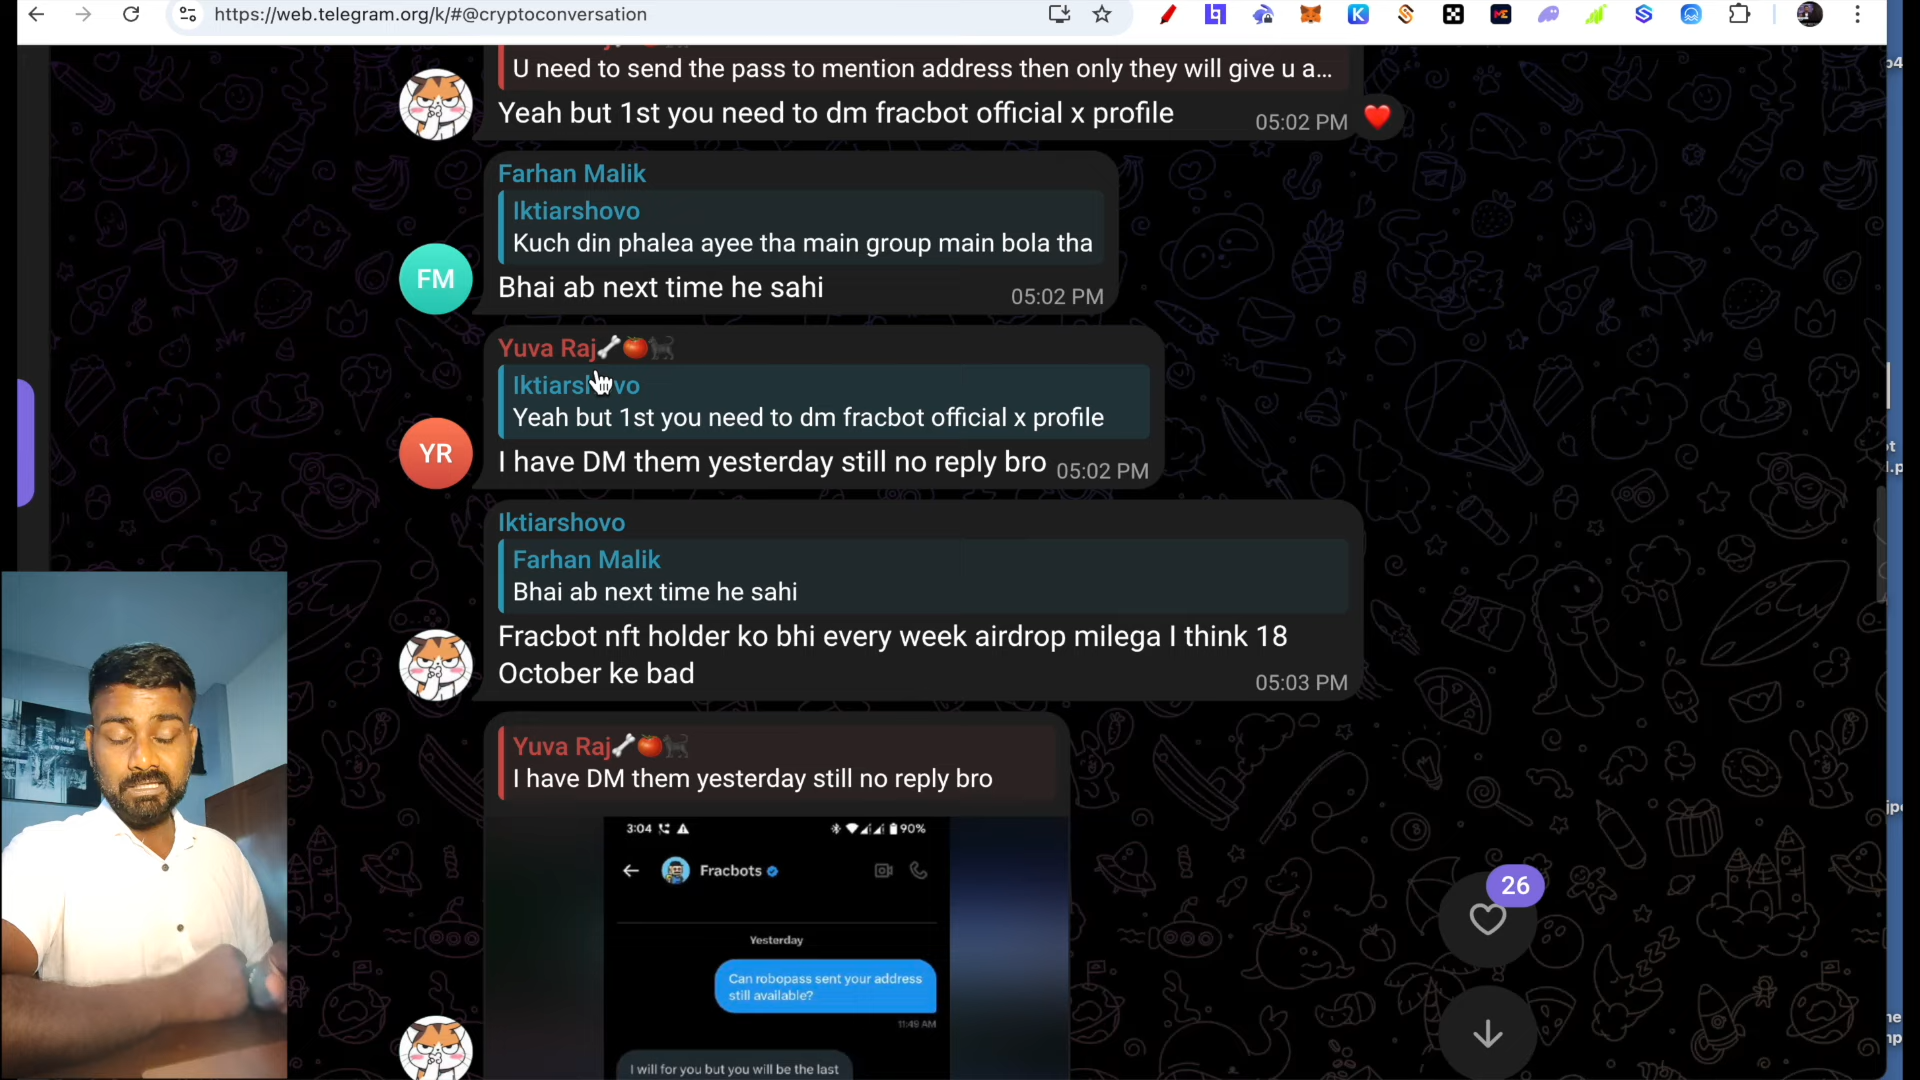 https://web.telegram.org/k/#@cryptoconversation
U need to send the pass to mention address then only they will give u a...
Yeah but 1st you need to dm fracbot official x profile
05:02 PM
Farhan Malik
Iktiarshovo
Kuch din phalea ayee tha main group main bola tha
Bhai ab next time he sahi
05:02 PM
FM
Yuva Raj
Iktiarshovo
Yeah but 1st you need to dm fracbot official x profile
I have DM them yesterday still no reply bro
05:02 PM
YR
Iktiarshovo
Farhan Malik
Bhai ab next time he sahi
Fracbot nft holder ko bhi every week airdrop milega I think 18
October ke bad
05:03 PM
Yuva Raj
I have DM them yesterday still no reply bro
3:04
90%
Fracbots
Yesterday
Can robopass sent your address
still available?
11:49 AM
I will for you but you will be the last
26